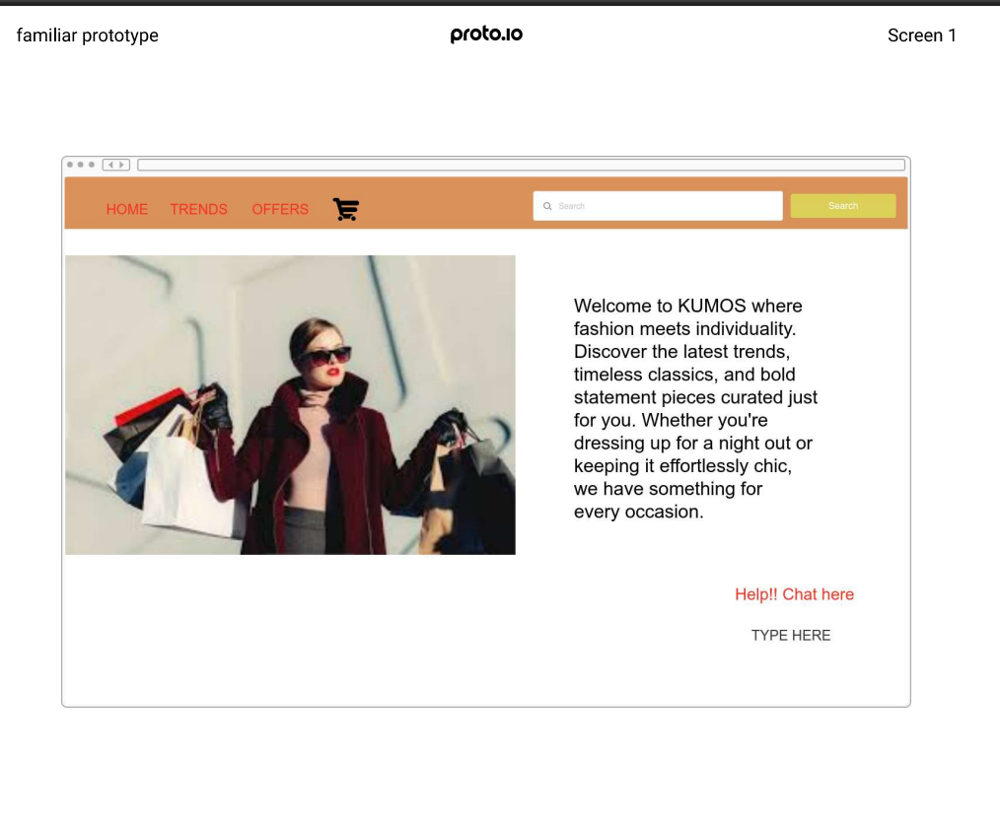 familiar prototype
proto.io
Screen 1
HOME TRENDS OFFERS
Search
Search
Welcome to KUMOS where
fashion meets individuality.
Discover the latest trends,
timeless classics, and bold
statement pieces curated just
for you. Whether you're
dressing up for a night out or
keeping it effortlessly chic,
we have something for
every occasion.
Help!! Chat here
TYPE HERE